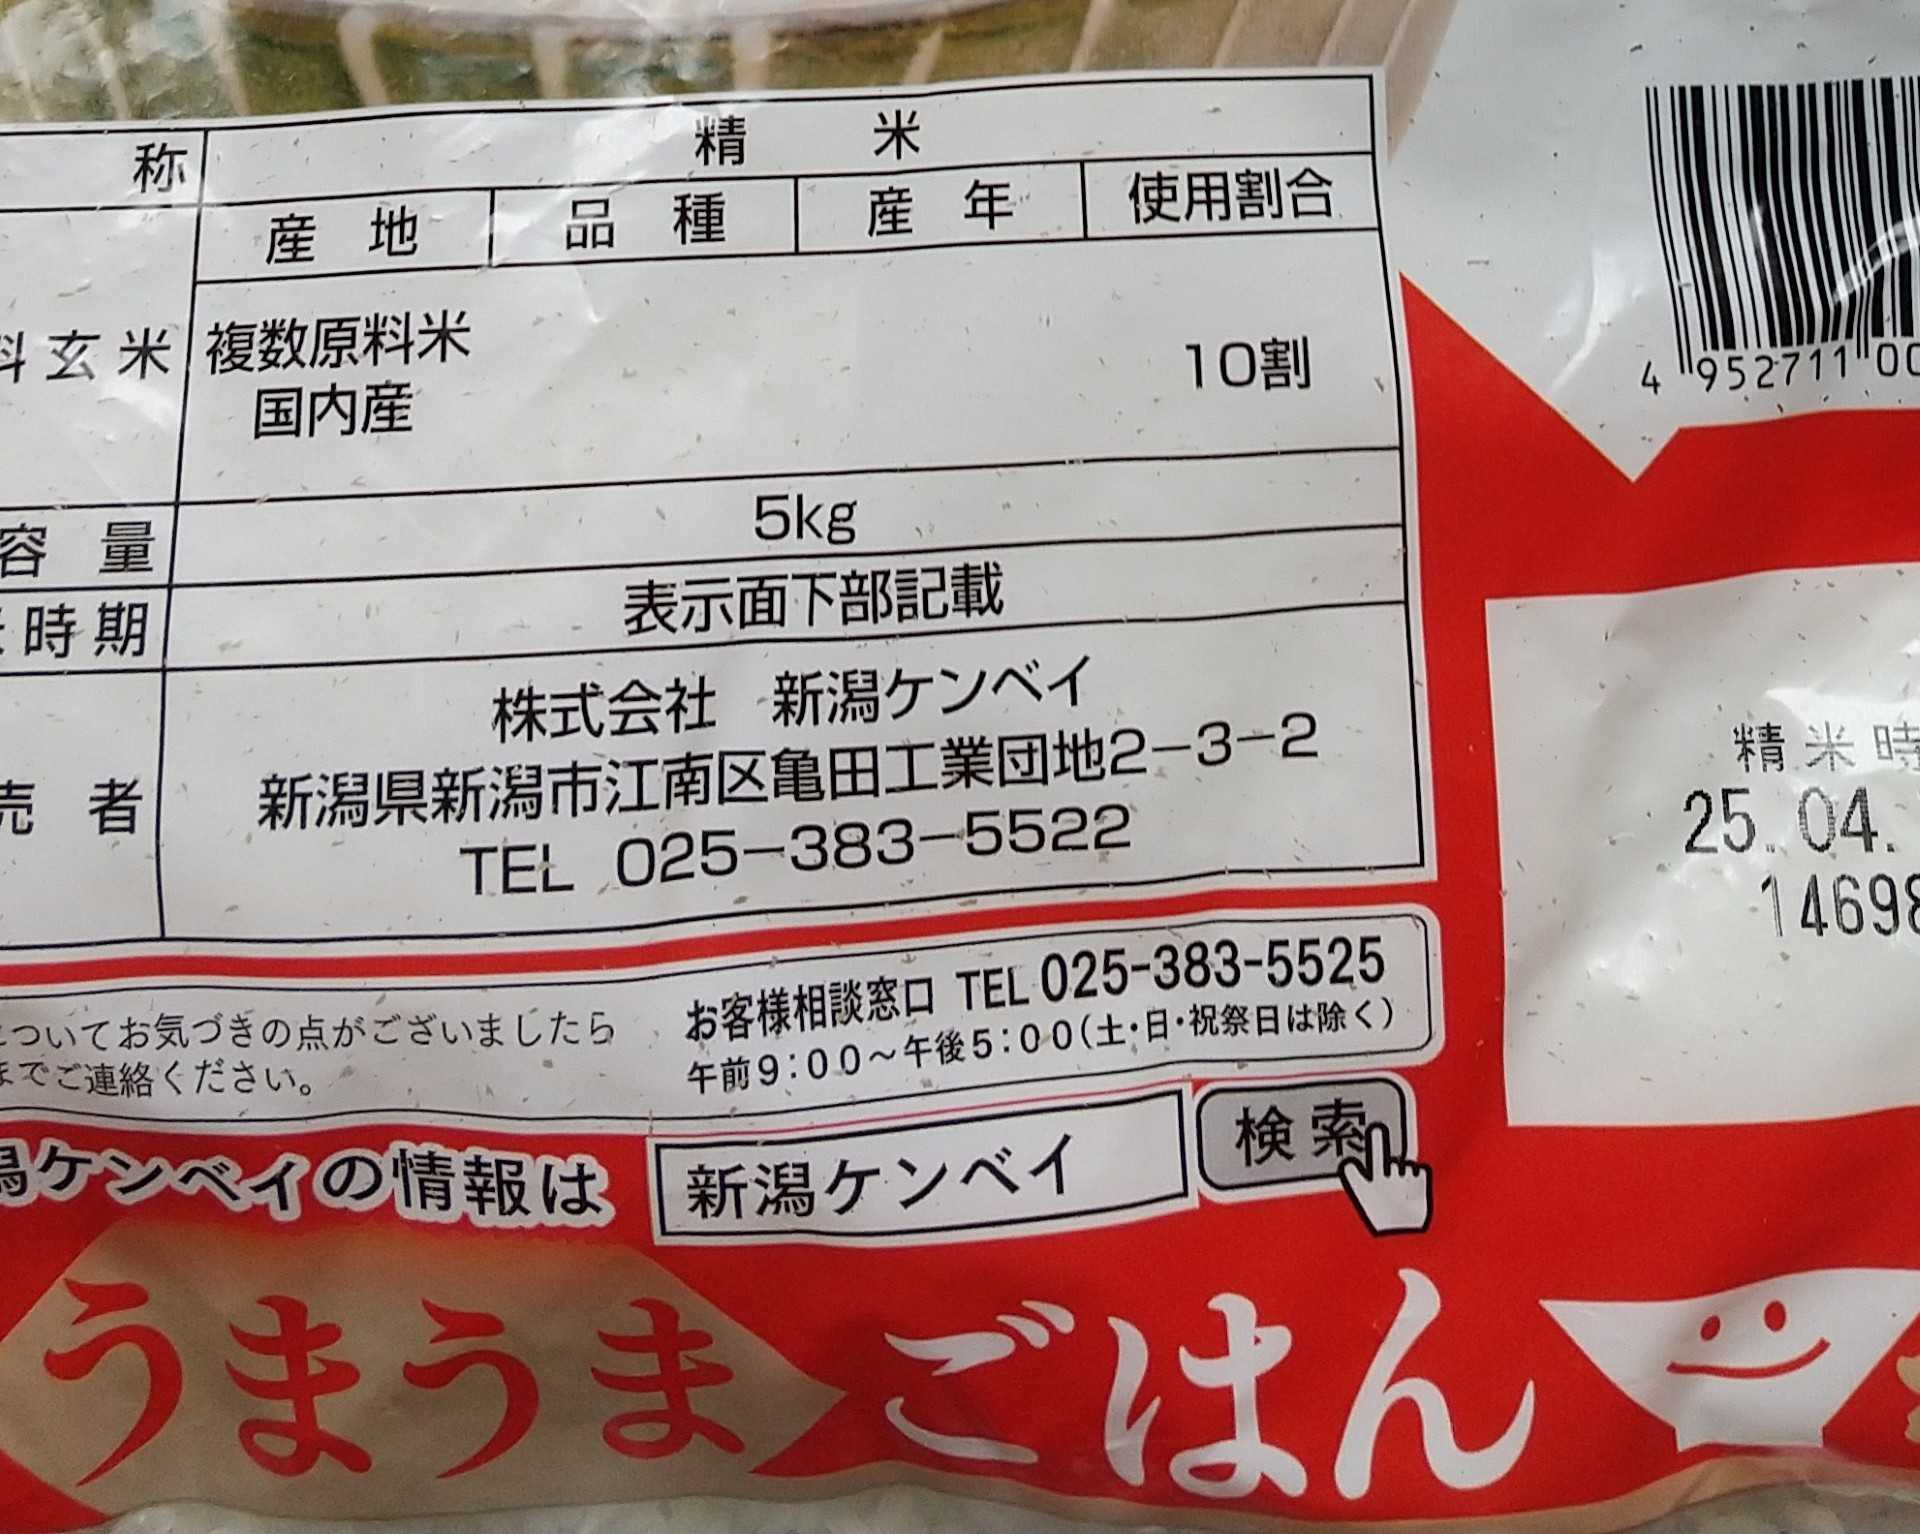 称 精米
産地 品種 産年 使用割合
料玄米 複数原料米 10割
国内産
容量 5kg
時期 表示面下部記載
売者 株式会社 新潟ケンベイ
新潟県新潟市江南区亀田工業団地2-3-2
TEL 025-383-5522
についてお気づきの点がございましたら
までご連絡ください。
お客様相談窓口 TEL 025-383-5525
午前9:00~午後5:00(土・日・祝祭日は除く)
潟ケンベイの情報は 新潟ケンベイ 検索
うまうまごはん
4 952711 00
精米時
25.04.
14698